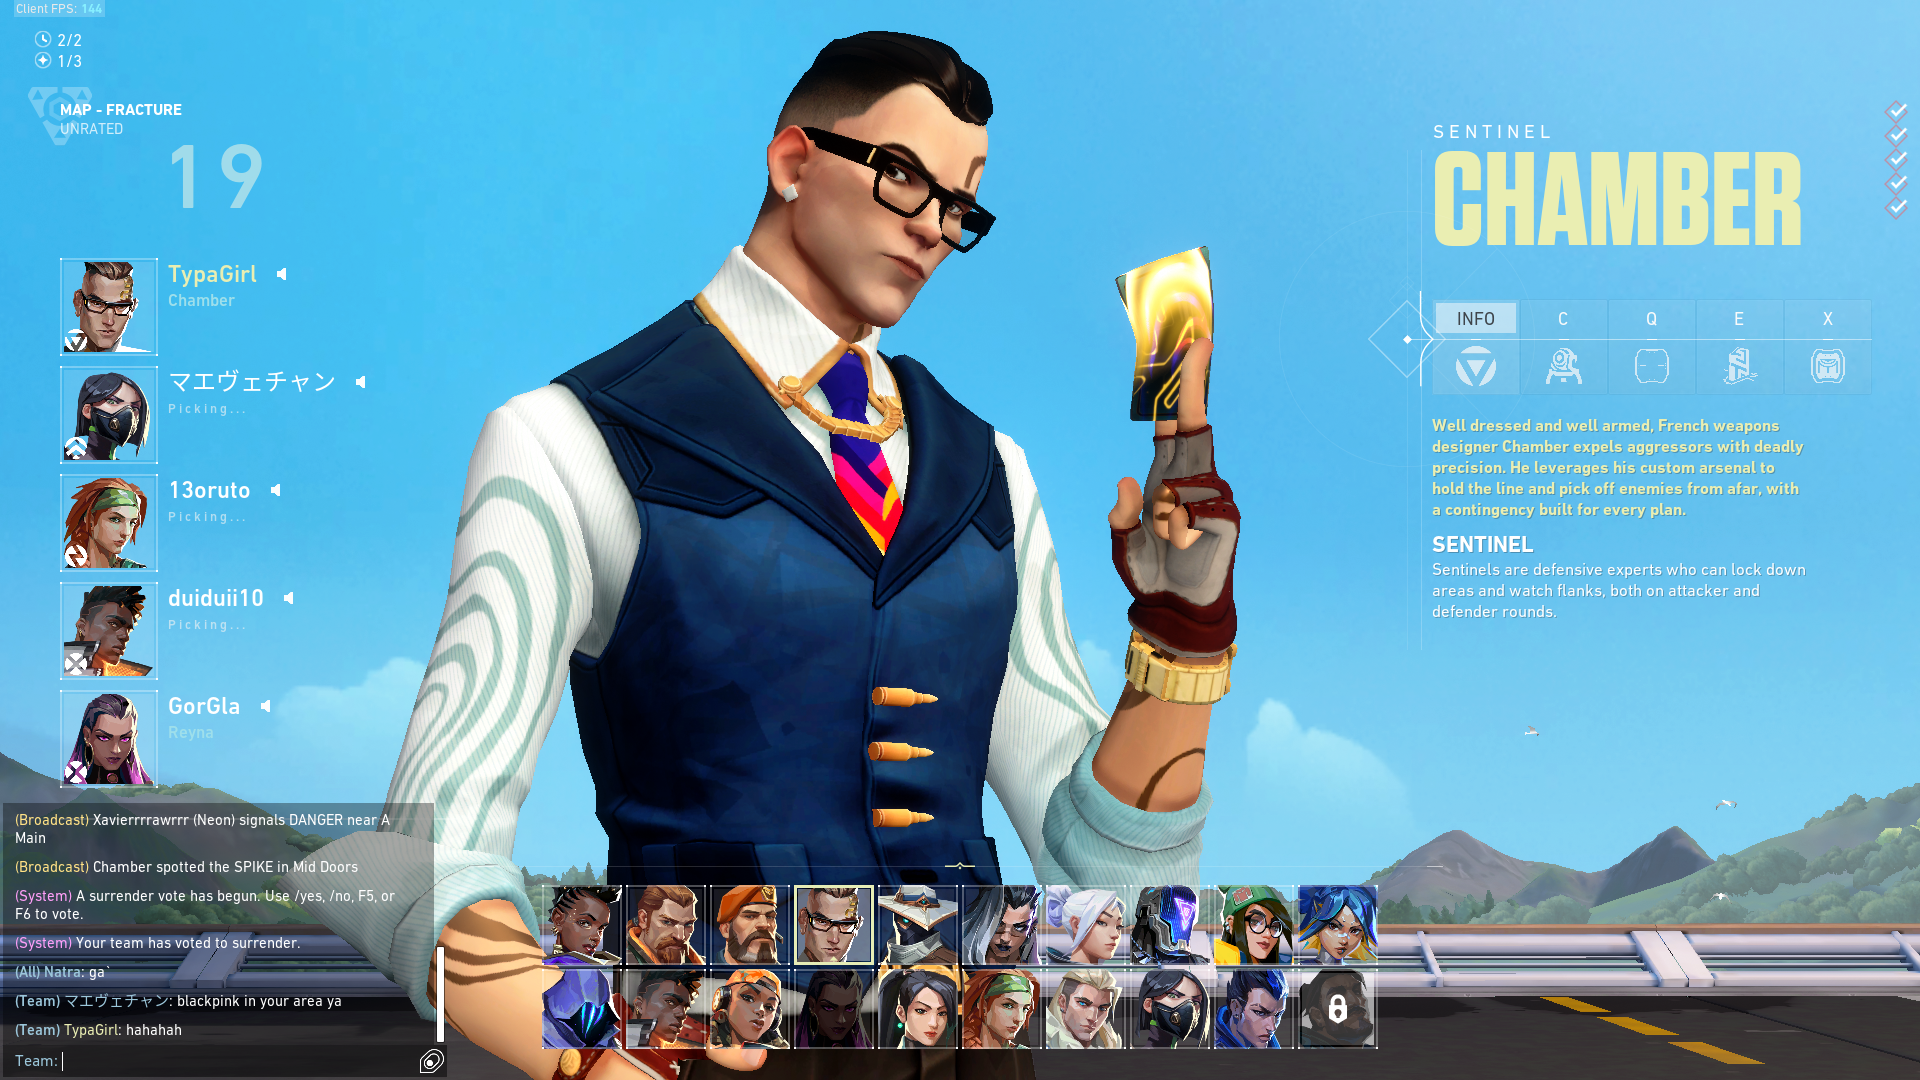 Client FPS: 144
2/2
1/3
MAP - FRACTURE
UNRATED
19
TypaGirl
Chamber
マエヴェチャン
Picking...
13oruto
Picking...
duiduii10
Picking...
GorGla
Reyna
(Broadcast) Xavierrrrawrrr (Neon) signals DANGER near A
Main
(Broadcast) Chamber spotted the SPIKE in Mid Doors
(System) A surrender vote has begun. Use /yes, /no, F5, or
F6 to vote.
(System) Your team has voted to surrender.
(All) Natra: ga`
(Team) マエヴェチャン: blackpink in your area ya
(Team) TypaGirl: hahahah
Team:
SENTINEL
CHAMBER
INFO C Q E X
Well dressed and well armed, French weapons
designer Chamber expels aggressors with deadly
precision. He leverages his custom arsenal to
hold the line and pick off enemies from afar, with
a contingency built for every plan.
SENTINEL
Sentinels are defensive experts who can lock down
areas and watch flanks, both on attacker and
defender rounds.